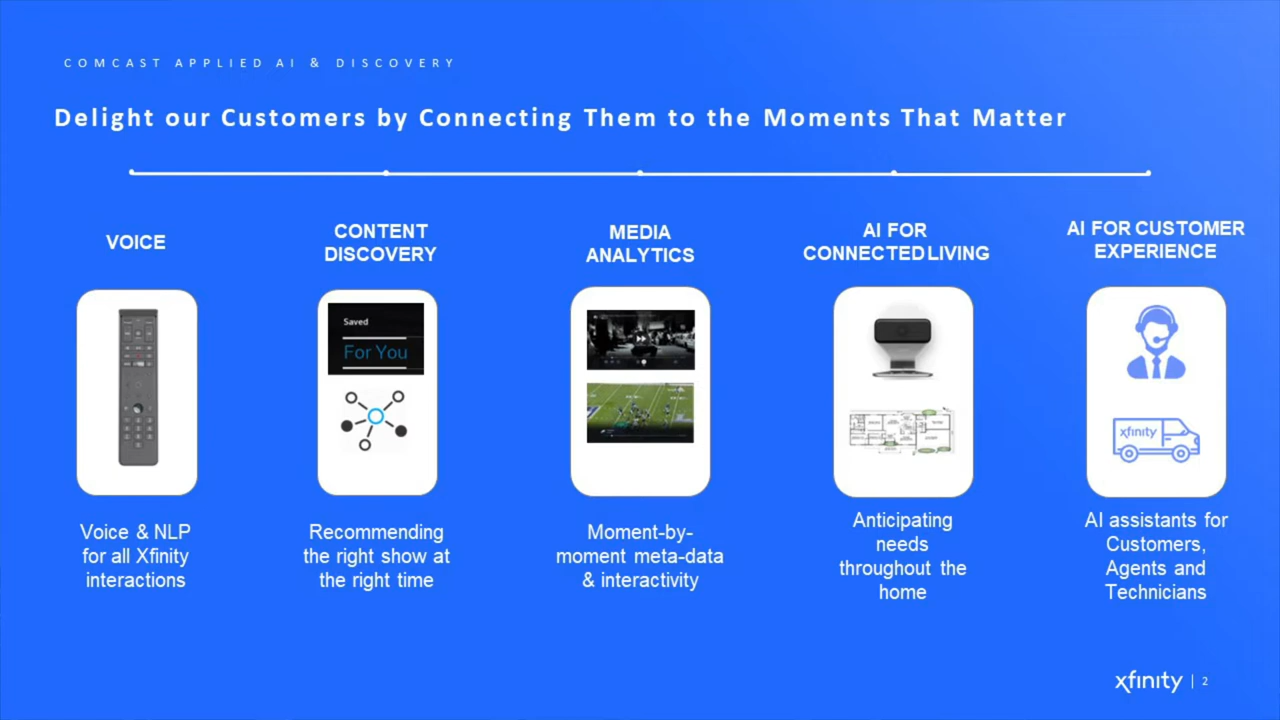 COMCAST APPLIED AI & DISCOVERY
Delight our Customers by Connecting Them to the Moments That Matter
VOICE
Voice & NLP
for all Xfinity
interactions
CONTENT
DISCOVERY
Saved
For You
Recommending
the right show at
the right time
MEDIA
ANALYTICS
Moment-by-
moment meta-data
& interactivity
AI FOR
CONNECTED LIVING
Anticipating
needs
throughout the
home
AI FOR CUSTOMER
EXPERIENCE
xfinity
AI assistants for
Customers,
Agents and
Technicians
xfinity | 2